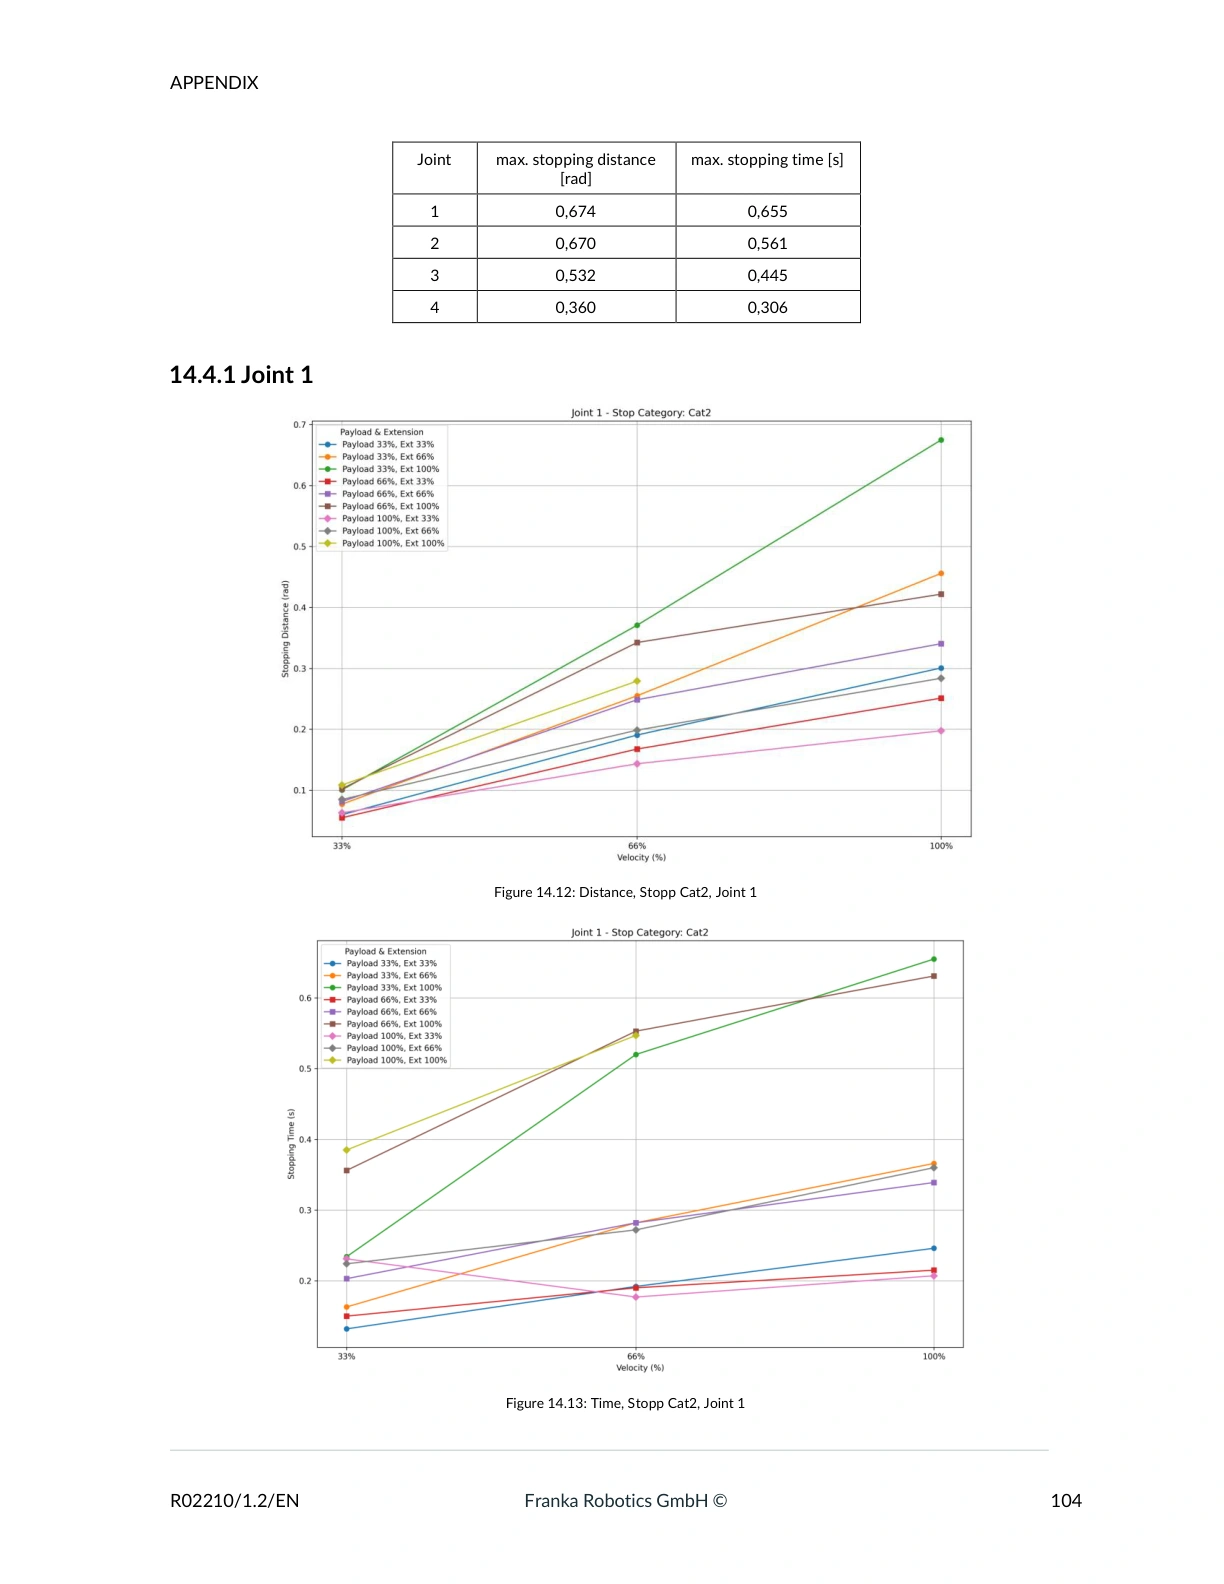 APPENDIX
Joint max. stopping distance [rad] max. stopping time [s]
1 0,674 0,655
2 0,670 0,561
3 0,532 0,445
4 0,360 0,306
14.4.1 Joint 1
Joint 1 - Stop Category: Cat2
0.7
0.6
0.5
0.4
0.3
0.2
0.1
Stopping Distance (rad)
Payload & Extension
Payload 33%, Ext 33%
Payload 33%, Ext 66%
Payload 33%, Ext 100%
Payload 66%, Ext 33%
Payload 66%, Ext 66%
Payload 66%, Ext 100%
Payload 100%, Ext 33%
Payload 100%, Ext 66%
Payload 100%, Ext 100%
33% 66% 100%
Velocity (%)
Figure 14.12: Distance, Stopp Cat2, Joint 1
Joint 1 - Stop Category: Cat2
0.6
0.5
0.4
0.3
0.2
Stopping Time (s)
Payload & Extension
Payload 33%, Ext 33%
Payload 33%, Ext 66%
Payload 33%, Ext 100%
Payload 66%, Ext 33%
Payload 66%, Ext 66%
Payload 66%, Ext 100%
Payload 100%, Ext 33%
Payload 100%, Ext 66%
Payload 100%, Ext 100%
33% 66% 100%
Velocity (%)
Figure 14.13: Time, Stopp Cat2, Joint 1
R02210/1.2/EN Franka Robotics GmbH © 104